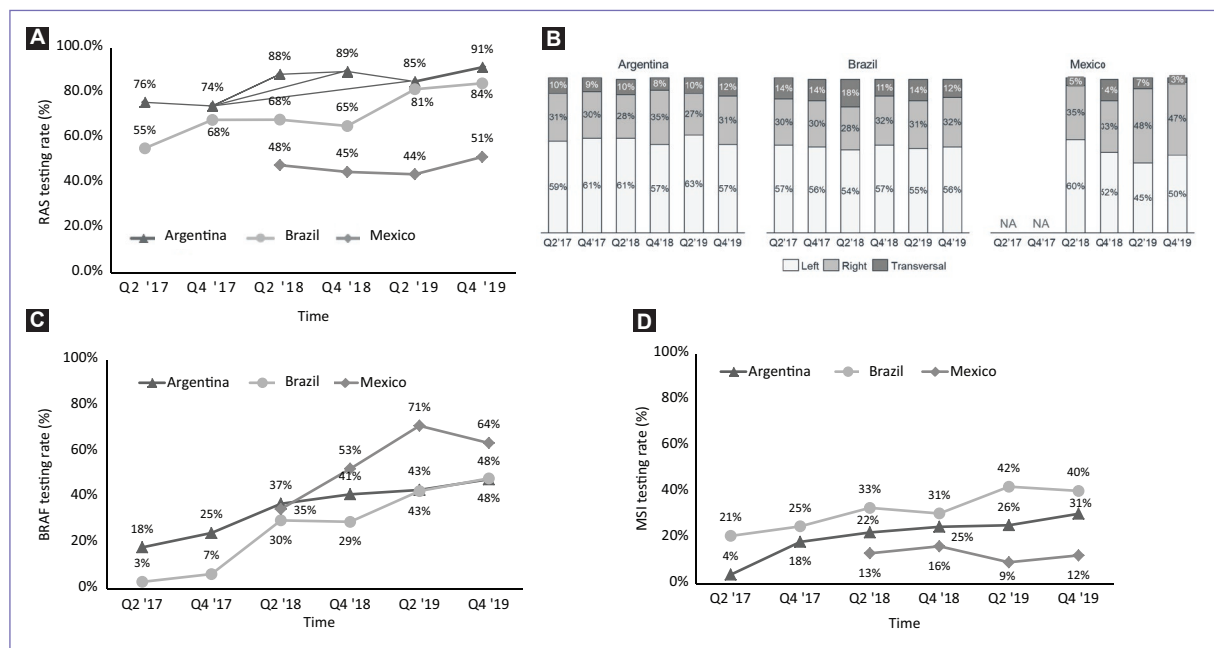 A
100.0%
80.0%
60.0%
40.0%
20.0%
0.0%
RAS testing rate (%)
76%
74%
88%
89%
85%
91%
55%
68%
68%
65%
81%
84%
48%
45%
44%
51%
Argentina Brazil Mexico
Q2 '17 Q4 '17 Q2 '18 Q4 '18 Q2 '19 Q4 '19
Time
B
Argentina
10% 9% 10% 8% 10% 12%
31% 30% 28% 35% 27% 31%
59% 61% 61% 57% 63% 57%
Q2'17 Q4'17 Q2'18 Q4'18 Q2'19 Q4'19
Brazil
14% 14% 18% 11% 14% 12%
30% 30% 28% 32% 31% 32%
57% 56% 54% 57% 55% 56%
Q2'17 Q4'17 Q2'18 Q4'18 Q2'19 Q4'19
Mexico
5% 14% 7% 3%
35% 33% 48% 47%
NA NA 60% 52% 45% 50%
Q2'17 Q4'17 Q2'18 Q4'18 Q2'19 Q4'19
Left Right Transversal
C
100%
80%
60%
40%
20%
0%
BRAF testing rate (%)
Argentina Brazil Mexico
18%
25%
37%
41%
43%
48%
3%
7%
30%
29%
43%
48%
35%
53%
71%
64%
Q2 '17 Q4 '17 Q2 '18 Q4 '18 Q2 '19 Q4 '19
Time
D
100%
80%
60%
40%
20%
0%
MSI testing rate (%)
Argentina Brazil Mexico
21%
25%
33%
31%
42%
40%
4%
18%
22%
25%
26%
31%
13%
16%
9%
12%
Q2 '17 Q4 '17 Q2 '18 Q4 '18 Q2 '19 Q4 '19
Time